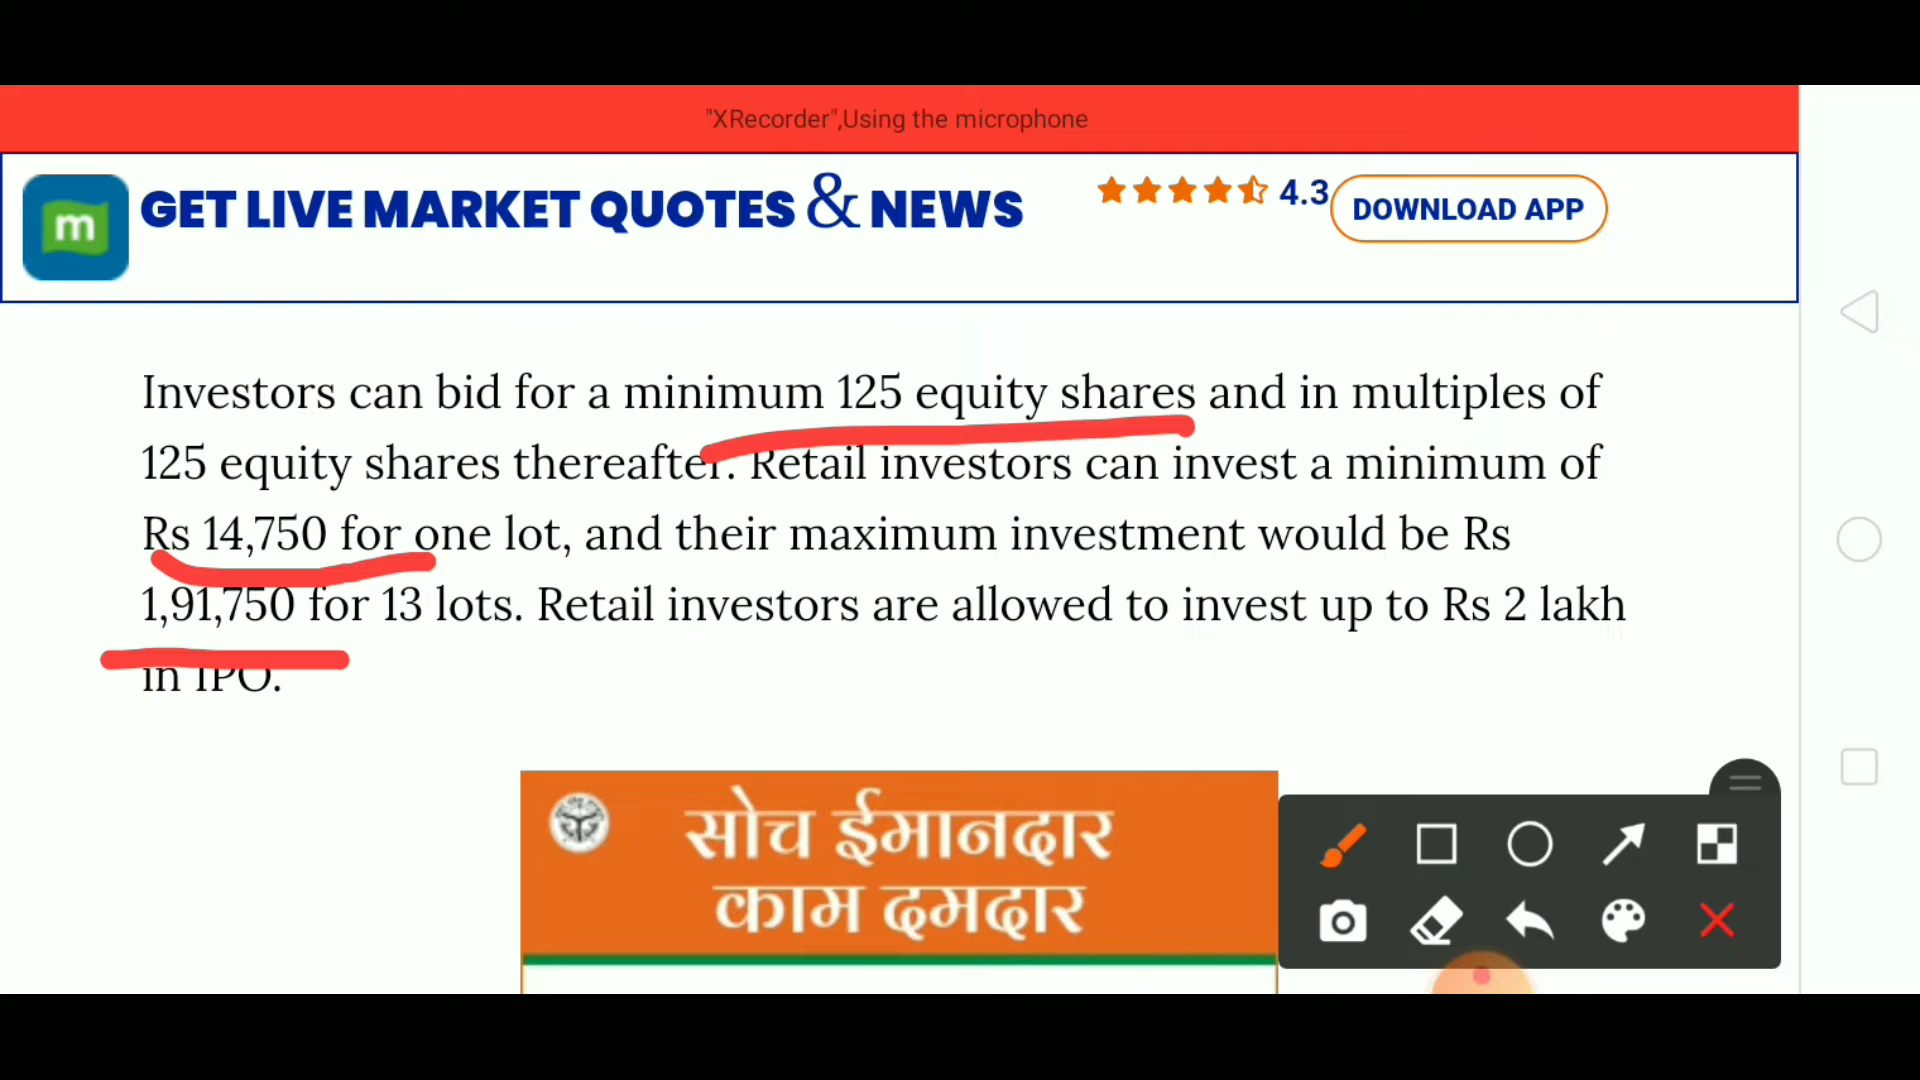 "XRecorder",Using the microphone
m
GET LIVE MARKET QUOTES & NEWS
4.3
DOWNLOAD APP
Investors can bid for a minimum 125 equity shares and in multiples of
125 equity shares thereafter. Retail investors can invest a minimum of
Rs 14,750 for one lot, and their maximum investment would be Rs
1,91,750 for 13 lots. Retail investors are allowed to invest up to Rs 2 lakh
in IPO.
सोच ईमानदार
काम दमदार